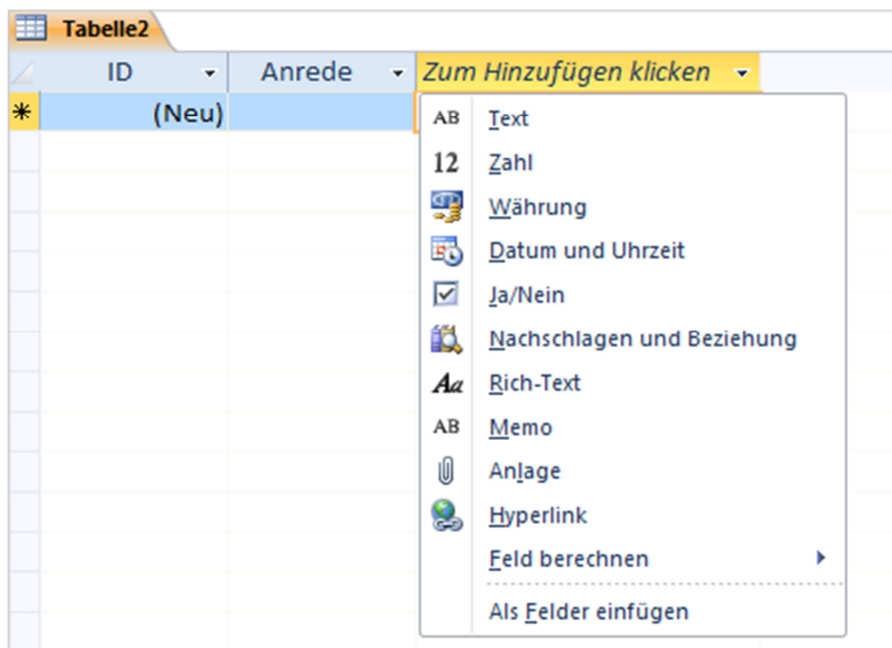 Tabelle2
ID Anrede Zum Hinzufügen klicken
(Neu)
AB Text
12 Zahl
Währung
Datum und Uhrzeit
Ja/Nein
Nachschlagen und Beziehung
Aa Rich-Text
AB Memo
Anlage
Hyperlink
Feld berechnen
Als Felder einfügen